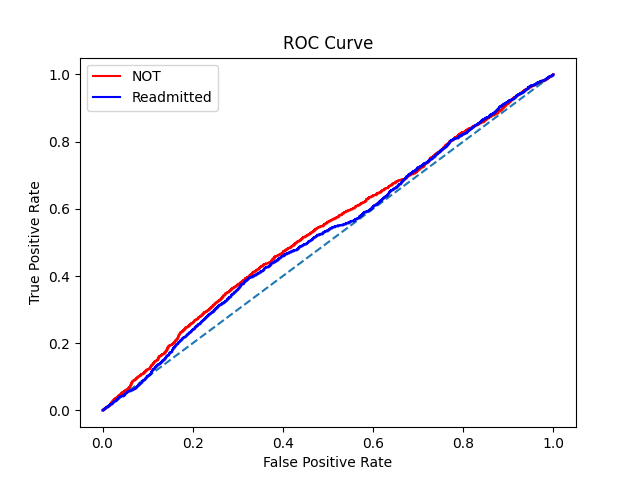 ROC Curve
NOT
Readmitted
True Positive Rate
1.0
0.8
0.6
0.4
0.2
0.0
0.0 0.2 0.4 0.6 0.8 1.0
False Positive Rate